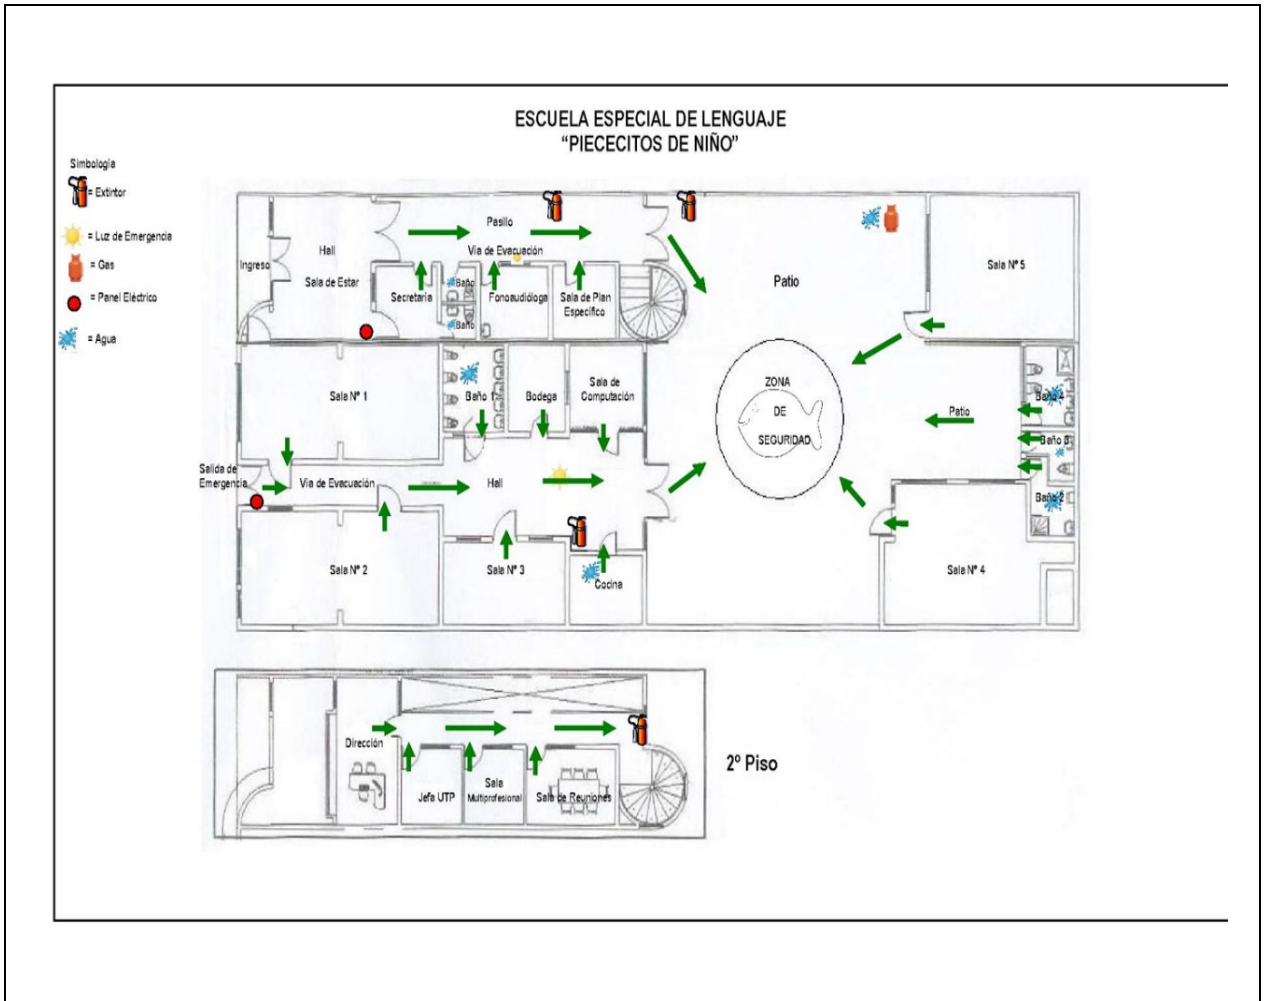 ESCUELA ESPECIAL DE LENGUAJE
“PIECECITOS DE NIÑO”
Simbología
= Extintor
= Luz de Emergencia
= Gas
= Panel Eléctrico
= Agua
Ingreso
Hall
Sala de Estar
Pasillo
Via de Evacuación
Secretaría
Baño
Baño
Fonoaudióloga
Sala de Plan
Especifico
Patio
Sala Nº 5
Sala Nº 1
Baño 1
Bodega
Sala de
Computación
ZONA
DE
SEGURIDAD
Patio
Baño 4
Baño 3
Baño 2
Salida de
Emergencia
Via de Evacuación
Hall
Sala Nº 2
Sala Nº 3
Cocina
Sala Nº 4
Dirección
Jefa UTP
Sala
Multiprofesional
Sala de Reuniones
2º Piso